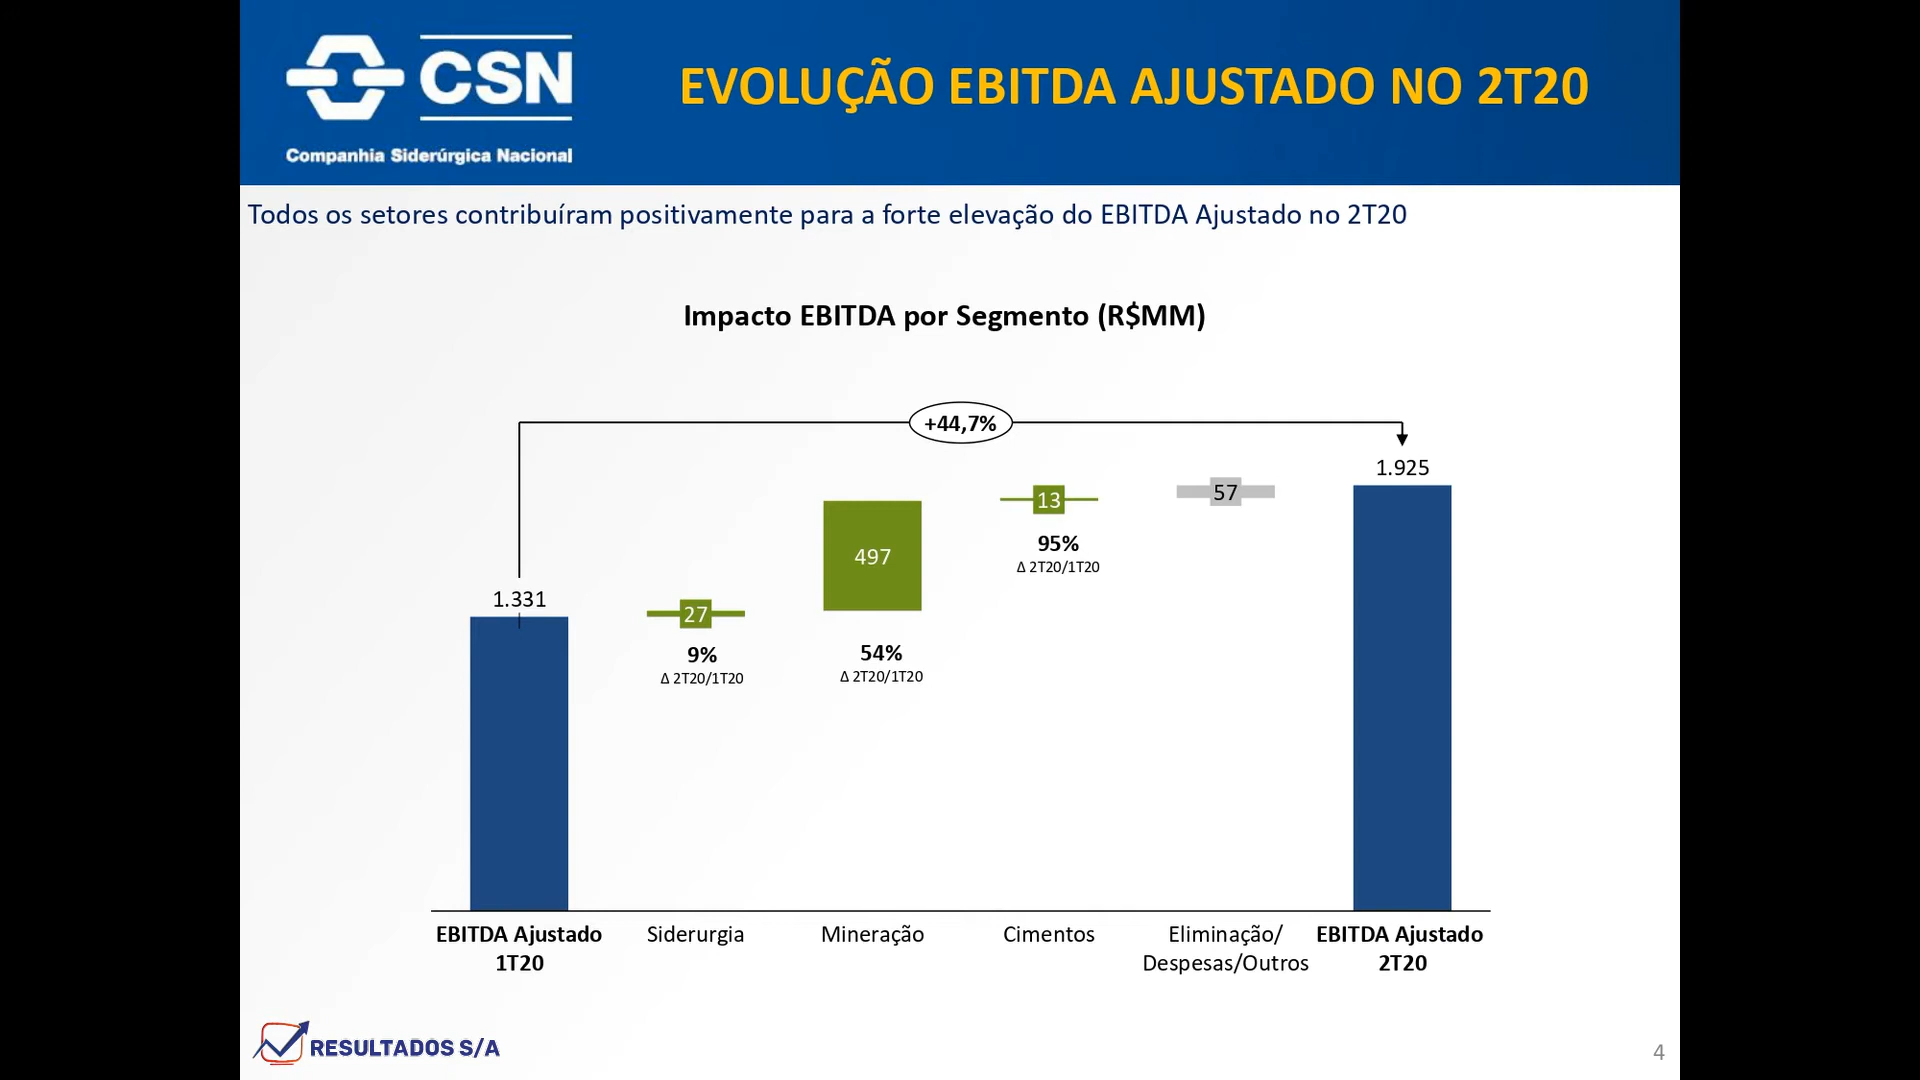 CSN
Companhia Siderúrgica Nacional
EVOLUÇÃO EBITDA AJUSTADO NO 2T20
Todos os setores contribuíram positivamente para a forte elevação do EBITDA Ajustado no 2T20
Impacto EBITDA por Segmento (R$MM)
+44,7%
1.331
27
9%
Δ 2T20/1T20
497
54%
Δ 2T20/1T20
13
95%
Δ 2T20/1T20
57
1.925
EBITDA Ajustado
1T20
Siderurgia
Mineração
Cimentos
Eliminação/
Despesas/Outros
EBITDA Ajustado
2T20
RESULTADOS S/A
4